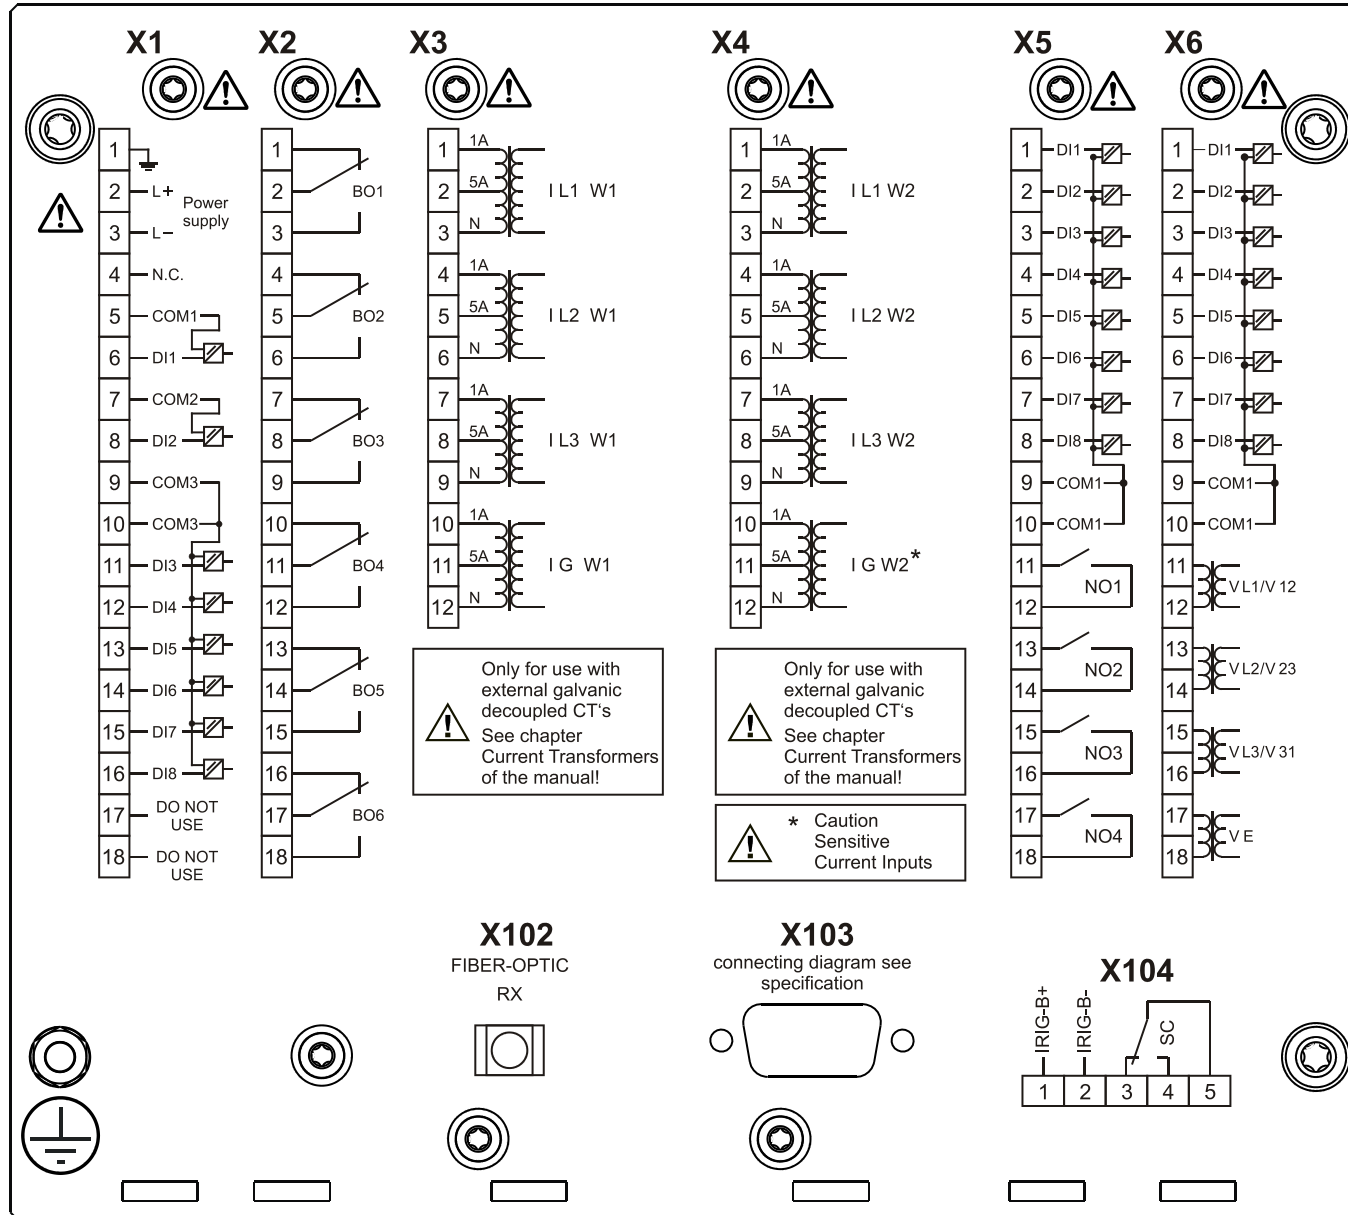 X1
X2
X3
X4
X5
X6
1
2 L+
Power
supply
3 L-
4 N.C.
5 COM1
6 DI1
7 COM2
8 DI2
9 COM3
10 COM3
11 DI3
12 DI4
13 DI5
14 DI6
15 DI7
16 DI8
17 DO NOT
USE
18 DO NOT
USE
1
2 BO1
3
4
5 BO2
6
7
8 BO3
9
10
11 BO4
12
13
14 BO5
15
16
17 BO6
18
1 1A
2 5A I L1 W1
3 N
4 1A
5 5A I L2 W1
6 N
7 1A
8 5A I L3 W1
9 N
10 1A
11 5A I G W1
12 N
Only for use with
external galvanic
decoupled CT's
See chapter
Current Transformers
of the manual!
1 1A
2 5A I L1 W2
3 N
4 1A
5 5A I L2 W2
6 N
7 1A
8 5A I L3 W2
9 N
10 1A
11 5A I G W2*
12 N
Only for use with
external galvanic
decoupled CT's
See chapter
Current Transformers
of the manual!
* Caution
Sensitive
Current Inputs
1 DI1
2 DI2
3 DI3
4 DI4
5 DI5
6 DI6
7 DI7
8 DI8
9 COM1
10 COM1
11
NO1
12
13
NO2
14
15
NO3
16
17
NO4
18
1 DI1
2 DI2
3 DI3
4 DI4
5 DI5
6 DI6
7 DI7
8 DI8
9 COM1
10 COM1
11
V L1/V 12
12
13
V L2/V 23
14
15
V L3/V 31
16
17
V E
18
X102
FIBER-OPTIC
RX
X103
connecting diagram see
specification
X104
IRIG-B+
IRIG-B-
SC
1 2 3 4 5